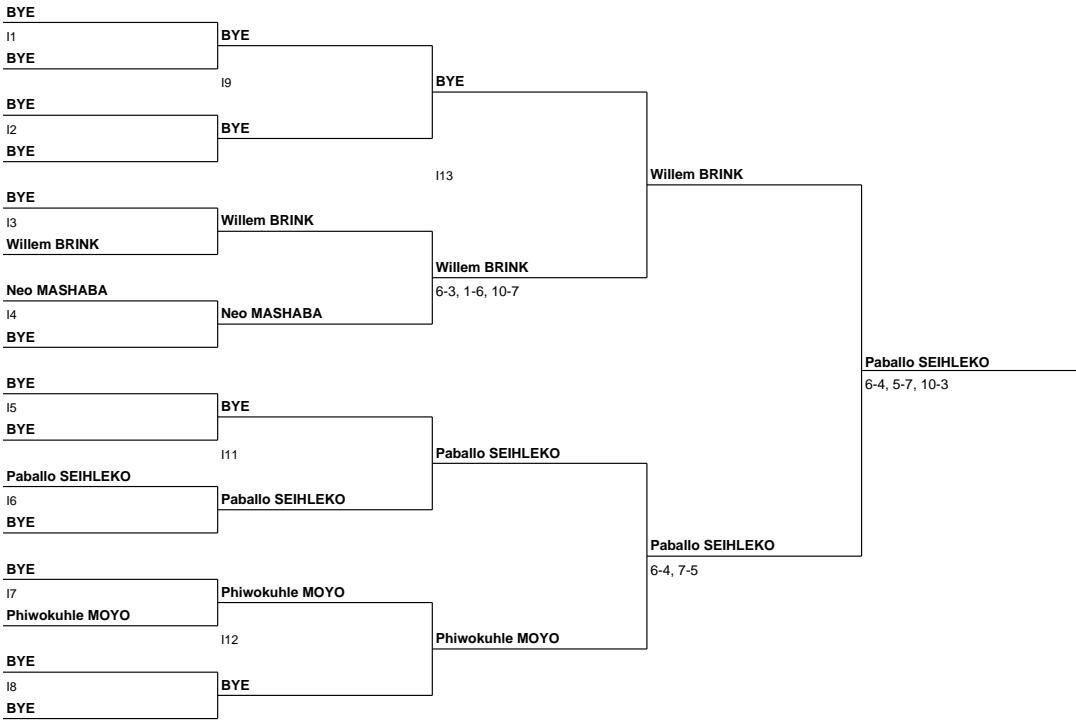 BYE
I1
BYE
BYE
I9
BYE
BYE
I2
BYE
BYE
I13
Willem BRINK
BYE
I3
Willem BRINK
Willem BRINK
Willem BRINK
6-3, 1-6, 10-7
Neo MASHABA
I4
Neo MASHABA
BYE
Paballo SEIHLEKO
6-4, 5-7, 10-3
BYE
I5
BYE
BYE
I11
Paballo SEIHLEKO
Paballo SEIHLEKO
I6
Paballo SEIHLEKO
BYE
Paballo SEIHLEKO
6-4, 7-5
BYE
I7
Phiwokuhle MOYO
Phiwokuhle MOYO
I12
Phiwokuhle MOYO
BYE
I8
BYE
BYE